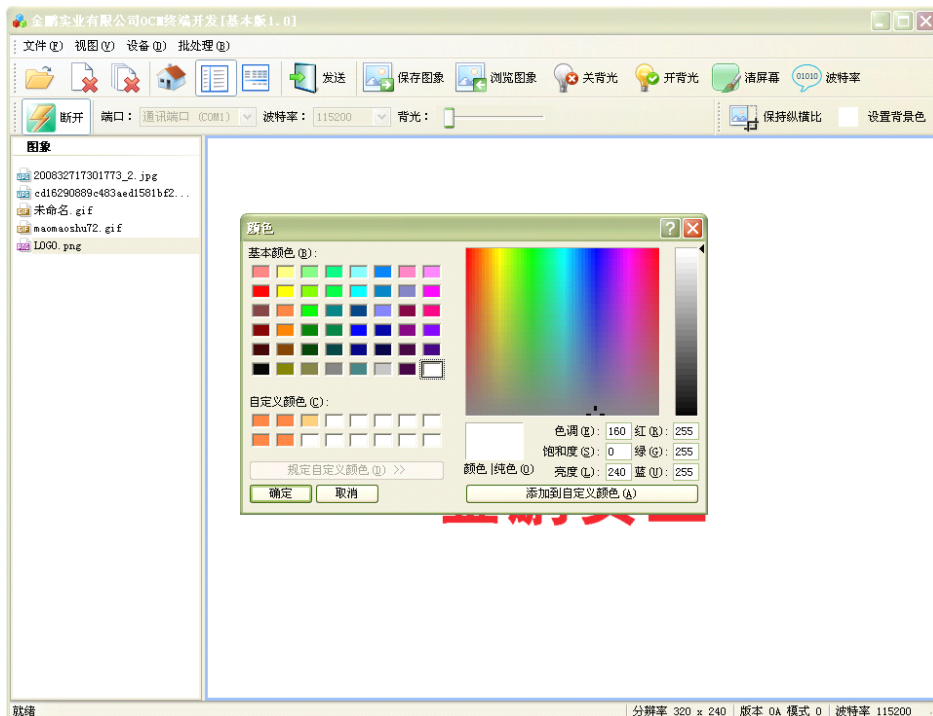 金鹏实业有限公司OCM终端开发[基本版1.0]
文件(F) 视图(V) 设备(D) 批处理(B)
发送 保存图象 浏览图象 关背光 开背光 清屏幕 01010 波特率
断开 端口: 通讯端口 (COM1) 波特率: 115200 背光: 保持纵横比 设置背景色
图象
200832717301773_2.jpg
cd16290889c483aed1581bf2...
未命名.gif
maomaoshu72.gif
LOGO.png
颜色
基本颜色(B):
自定义颜色(C):
规定自定义颜色(D) >>
确定 取消
颜色|纯色(O)
色调(E): 160 红(R): 255
饱和度(S): 0 绿(G): 255
亮度(L): 240 蓝(U): 255
添加到自定义颜色(A)
就绪 分辨率 320 x 240 版本 0A 模式 0 波特率 115200